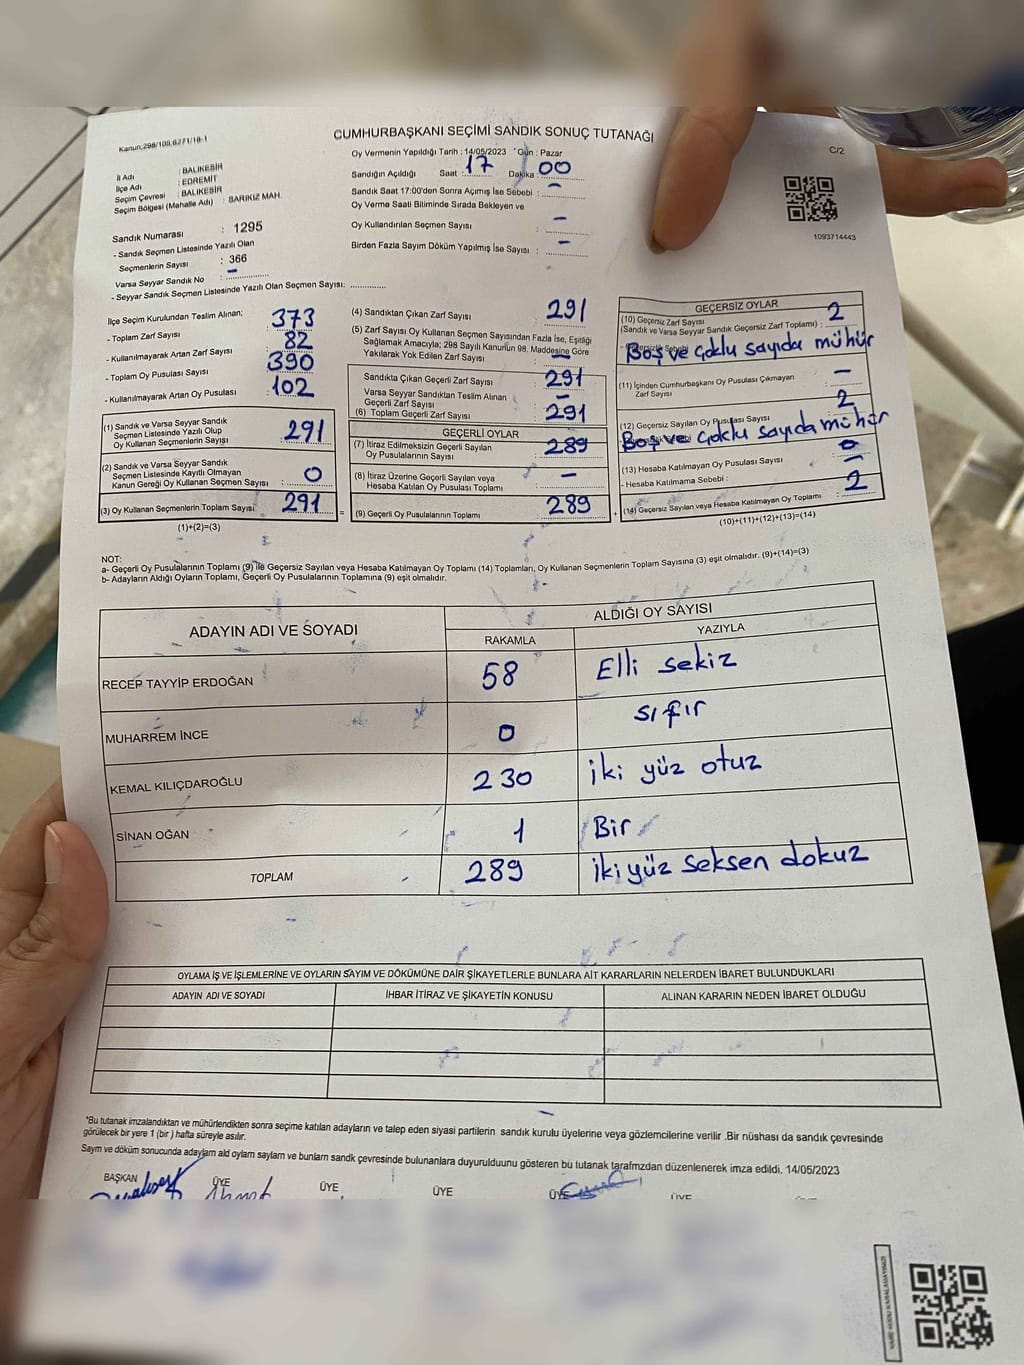 Kanun,298/105,6271/18-1
CUMHURBAŞKANI SEÇİMİ SANDIK SONUÇ TUTANAĞI
C/2
İl Adı : BALIKESİR
İlçe Adı : EDREMİT
Seçim Çevresi : BALIKESİR
Seçim Bölgesi (Mahalle Adı) : SARIKIZ MAH.
Sandık Numarası : 1295
- Sandık Seçmen Listesinde Yazılı Olan
Seçmenlerin Sayısı : 366
Varsa Seyyar Sandık No : –
- Seyyar Sandık Seçmen Listesinde Yazılı Olan Seçmen Sayısı: ..............
Oy Vermenin Yapıldığı Tarih : 14/05/2023 Gün : Pazar
Sandığın Açıldığı Saat : 17 Dakika : 00
Sandık Saat 17:00'den Sonra Açımış İse Sebebi : –
Oy Verme Saati Bitiminde Sırada Bekleyen ve
Oy Kullandırılan Seçmen Sayısı : –
Birden Fazla Sayım Döküm Yapılmış İse Sayısı : –
1093714443
İlçe Seçim Kurulundan Teslim Alınan;
- Toplam Zarf Sayısı : 373
- Kullanılmayarak Artan Zarf Sayısı : 82
- Toplam Oy Pusulası Sayısı : 390
- Kullanılmayarak Artan Oy Pusulası : 102
(1) Sandık ve Varsa Seyyar Sandık
Seçmen Listesinde Yazılı Olup
Oy Kullanan Seçmenlerin Sayısı : 291
(2) Sandık ve Varsa Seyyar Sandık
Seçmen Listesinde Kayıtlı Olmayan
Kanun Gereği Oy Kullanan Seçmen Sayısı : 0
(3) Oy Kullanan Seçmenlerin Toplam Sayısı : 291
(1)+(2)=(3)
(4) Sandıktan Çıkan Zarf Sayısı : 291
(5) Zarf Sayısı Oy Kullanan Seçmen Sayısından Fazla İse, Eşitliği
Sağlamak Amacıyla; 298 Sayılı Kanunun 98. Maddesine Göre
Yakılarak Yok Edilen Zarf Sayısı : –
Sandıkta Çıkan Geçerli Zarf Sayısı : 291
Varsa Seyyar Sandıktan Teslim Alınan
Geçerli Zarf Sayısı : –
(6) Toplam Geçerli Zarf Sayısı : 291
GEÇERLİ OYLAR
(7) İtiraz Edilmeksizin Geçerli Sayılan
Oy Pusulalarının Sayısı : 289
(8) İtiraz Üzerine Geçerli Sayılan veya
Hesaba Katılan Oy Pusulası Toplamı : –
= (9) Geçerli Oy Pusulalarının Toplamı : 289
GEÇERSİZ OYLAR
(10) Geçersiz Zarf Sayısı
(Sandık ve Varsa Seyyar Sandık Geçersiz Zarf Toplamı) : 2
Boş ve çoklu sayıda mühür
(11) İçinden Cumhurbaşkanı Oy Pusulası Çıkmayan
Zarf Sayısı : –
(12) Geçersiz Sayılan Oy Pusulası Sayısı : 2
Boş ve çoklu sayıda mühür
(13) Hesaba Katılmayan Oy Pusulası Sayısı : 0
- Hesaba Katılmama Sebebi : –
+ (14) Geçersiz Sayılan veya Hesaba Katılmayan Oy Toplamı : 2
(10)+(11)+(12)+(13)=(14)
NOT:
a- Geçerli Oy Pusulalarının Toplamı (9) ile Geçersiz Sayılan veya Hesaba Katılmayan Oy Toplamı (14) Toplamları, Oy Kullanan Seçmenlerin Toplam Sayısına (3) eşit olmalıdır. (9)+(14)=(3)
b- Adayların Aldığı Oyların Toplamı, Geçerli Oy Pusulalarının Toplamına (9) eşit olmalıdır.
ADAYIN ADI VE SOYADI
ALDIĞI OY SAYISI
RAKAMLA YAZIYLA
RECEP TAYYİP ERDOĞAN 58 Elli sekiz
MUHARREM İNCE 0 sıfır
KEMAL KILIÇDAROĞLU 230 iki yüz otuz
SİNAN OĞAN 1 Bir
TOPLAM 289 iki yüz seksen dokuz
OYLAMA İŞ VE İŞLEMLERİNE VE OYLARIN SAYIM VE DÖKÜMÜNE DAİR ŞİKAYETLERLE BUNLARA AİT KARARLARIN NELERDEN İBARET BULUNDUKLARI
ADAYIN ADI VE SOYADI İHBAR İTİRAZ VE ŞİKAYETİN KONUSU ALINAN KARARIN NEDEN İBARET OLDUĞU
*Bu tutanak imzalandıktan ve mühürlendikten sonra seçime katılan adayların ve talep eden siyasi partilerin sandık kurulu üyelerine veya gözlemcilerine verilir .Bir nüshası da sandık çevresinde
görülecek bir yere 1 (bir ) hafta süreyle asılır.
Sayım ve döküm sonucunda adaylam ald oylam saylam ve bunlam sandk çevresinde bulunanlara duyurulduunu gösteren bu tutanak tarafmzdan düzenlenerek imza edildi, 14/05/2023
BAŞKAN ÜYE ÜYE ÜYE ÜYE ÜYE ÜYE
Ahmet